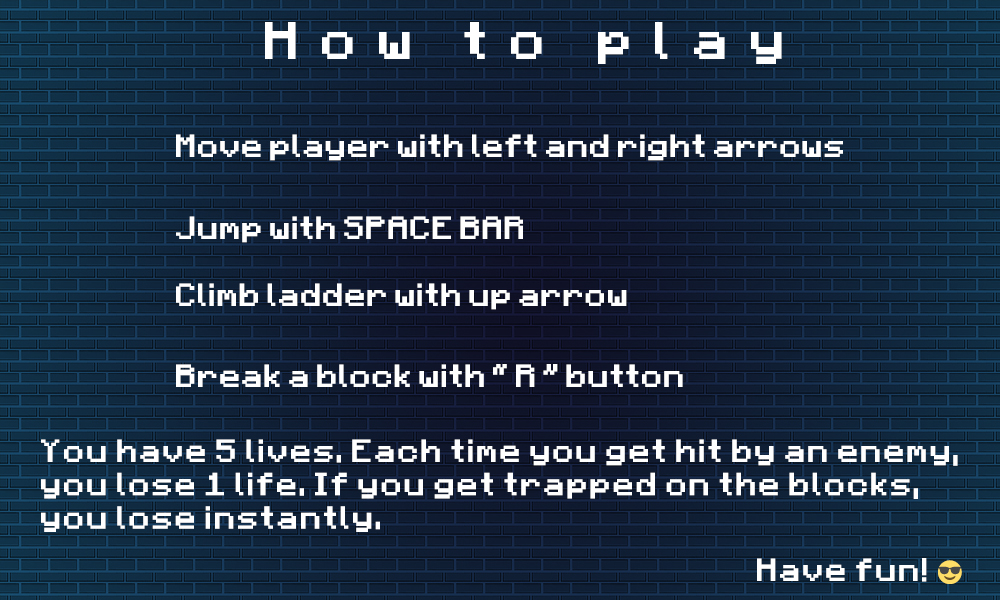 How to play
Move player with left and right arrows
Jump with SPACE BAR
Climb ladder with up arrow
Break a block with " R " button
You have 5 lives. Each time you get hit by an enemy,
you lose 1 life. If you get trapped on the blocks,
you lose instantly.
Have fun! 😎